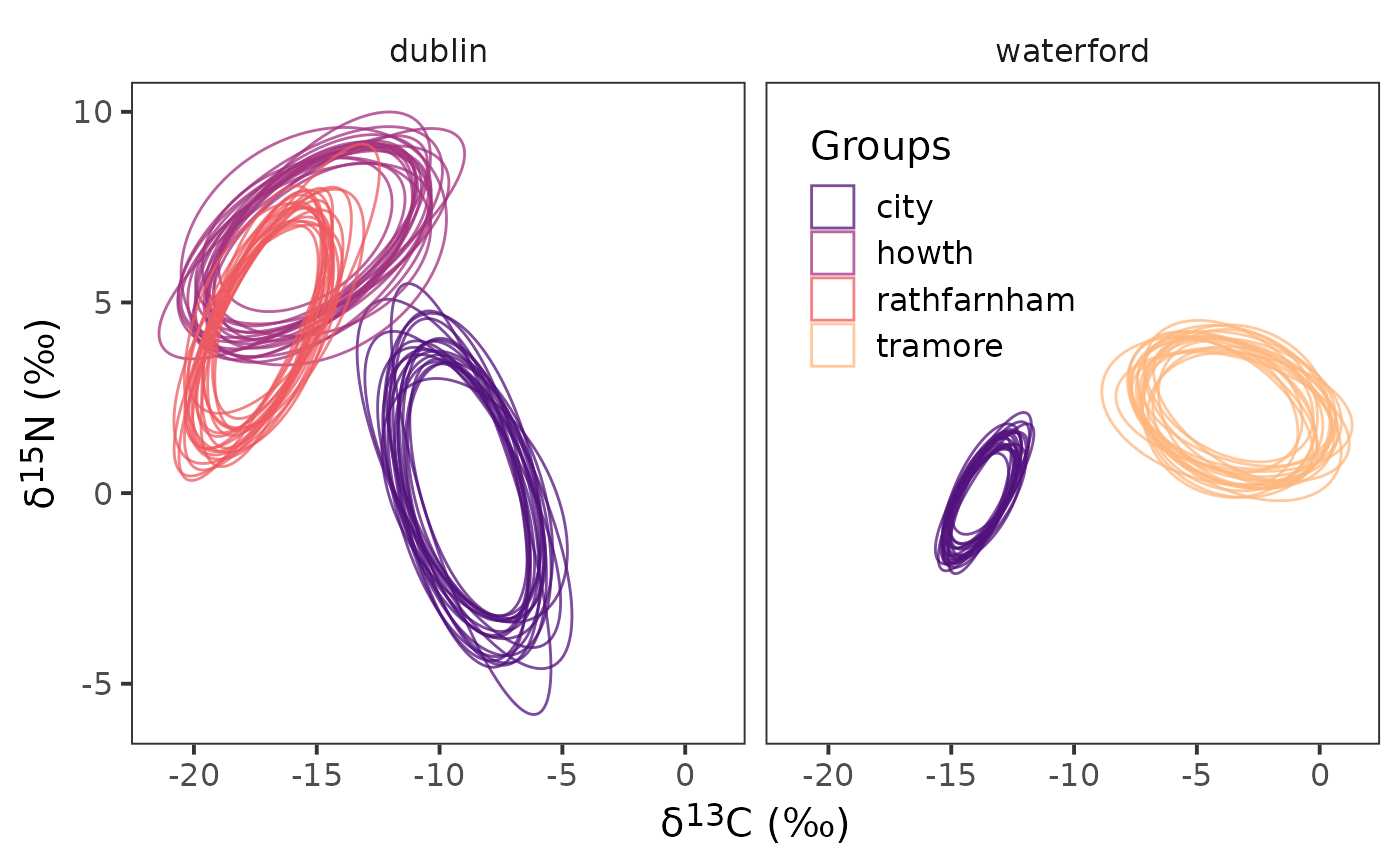 dublin
waterford
10
5
0
-5
δ15N (‰)
Groups
city
howth
rathfarnham
tramore
-20 -15 -10 -5 0
-20 -15 -10 -5 0
δ13C (‰)